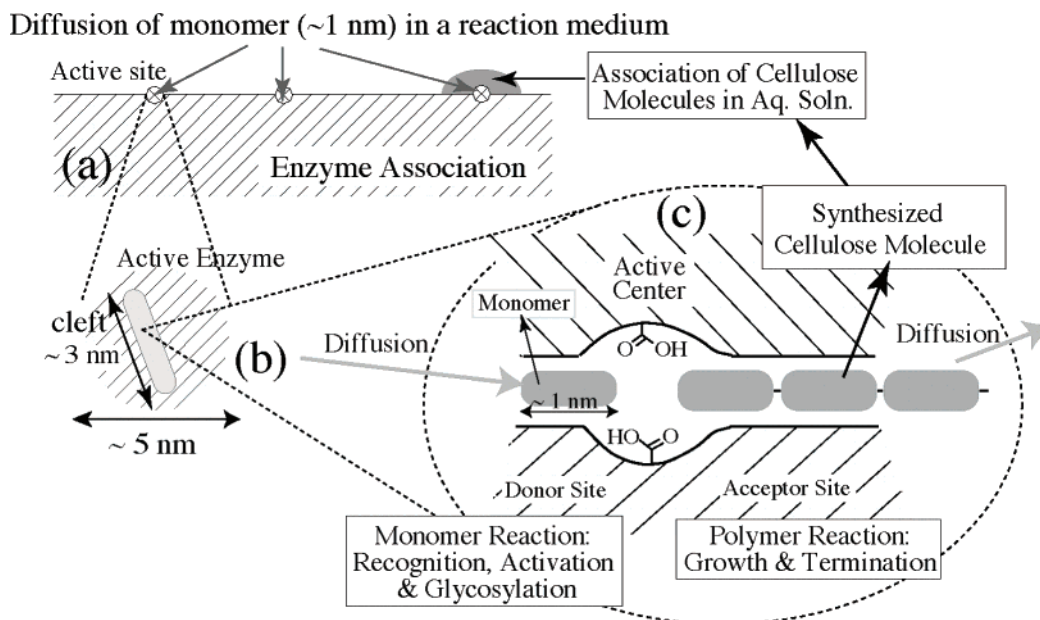 Diffusion of monomer (~1 nm) in a reaction medium
Active site
Association of Cellulose
Molecules in Aq. Soln.
(a)
Enzyme Association
(c)
Synthesized
Cellulose Molecule
Active Enzyme
Active
Center
Monomer
cleft
~ 3 nm
(b)
Diffusion
O
OH
Diffusion
~ 1 nm
~ 5 nm
HO
O
Donor Site
Acceptor Site
Monomer Reaction:
Recognition, Activation
& Glycosylation
Polymer Reaction:
Growth & Termination